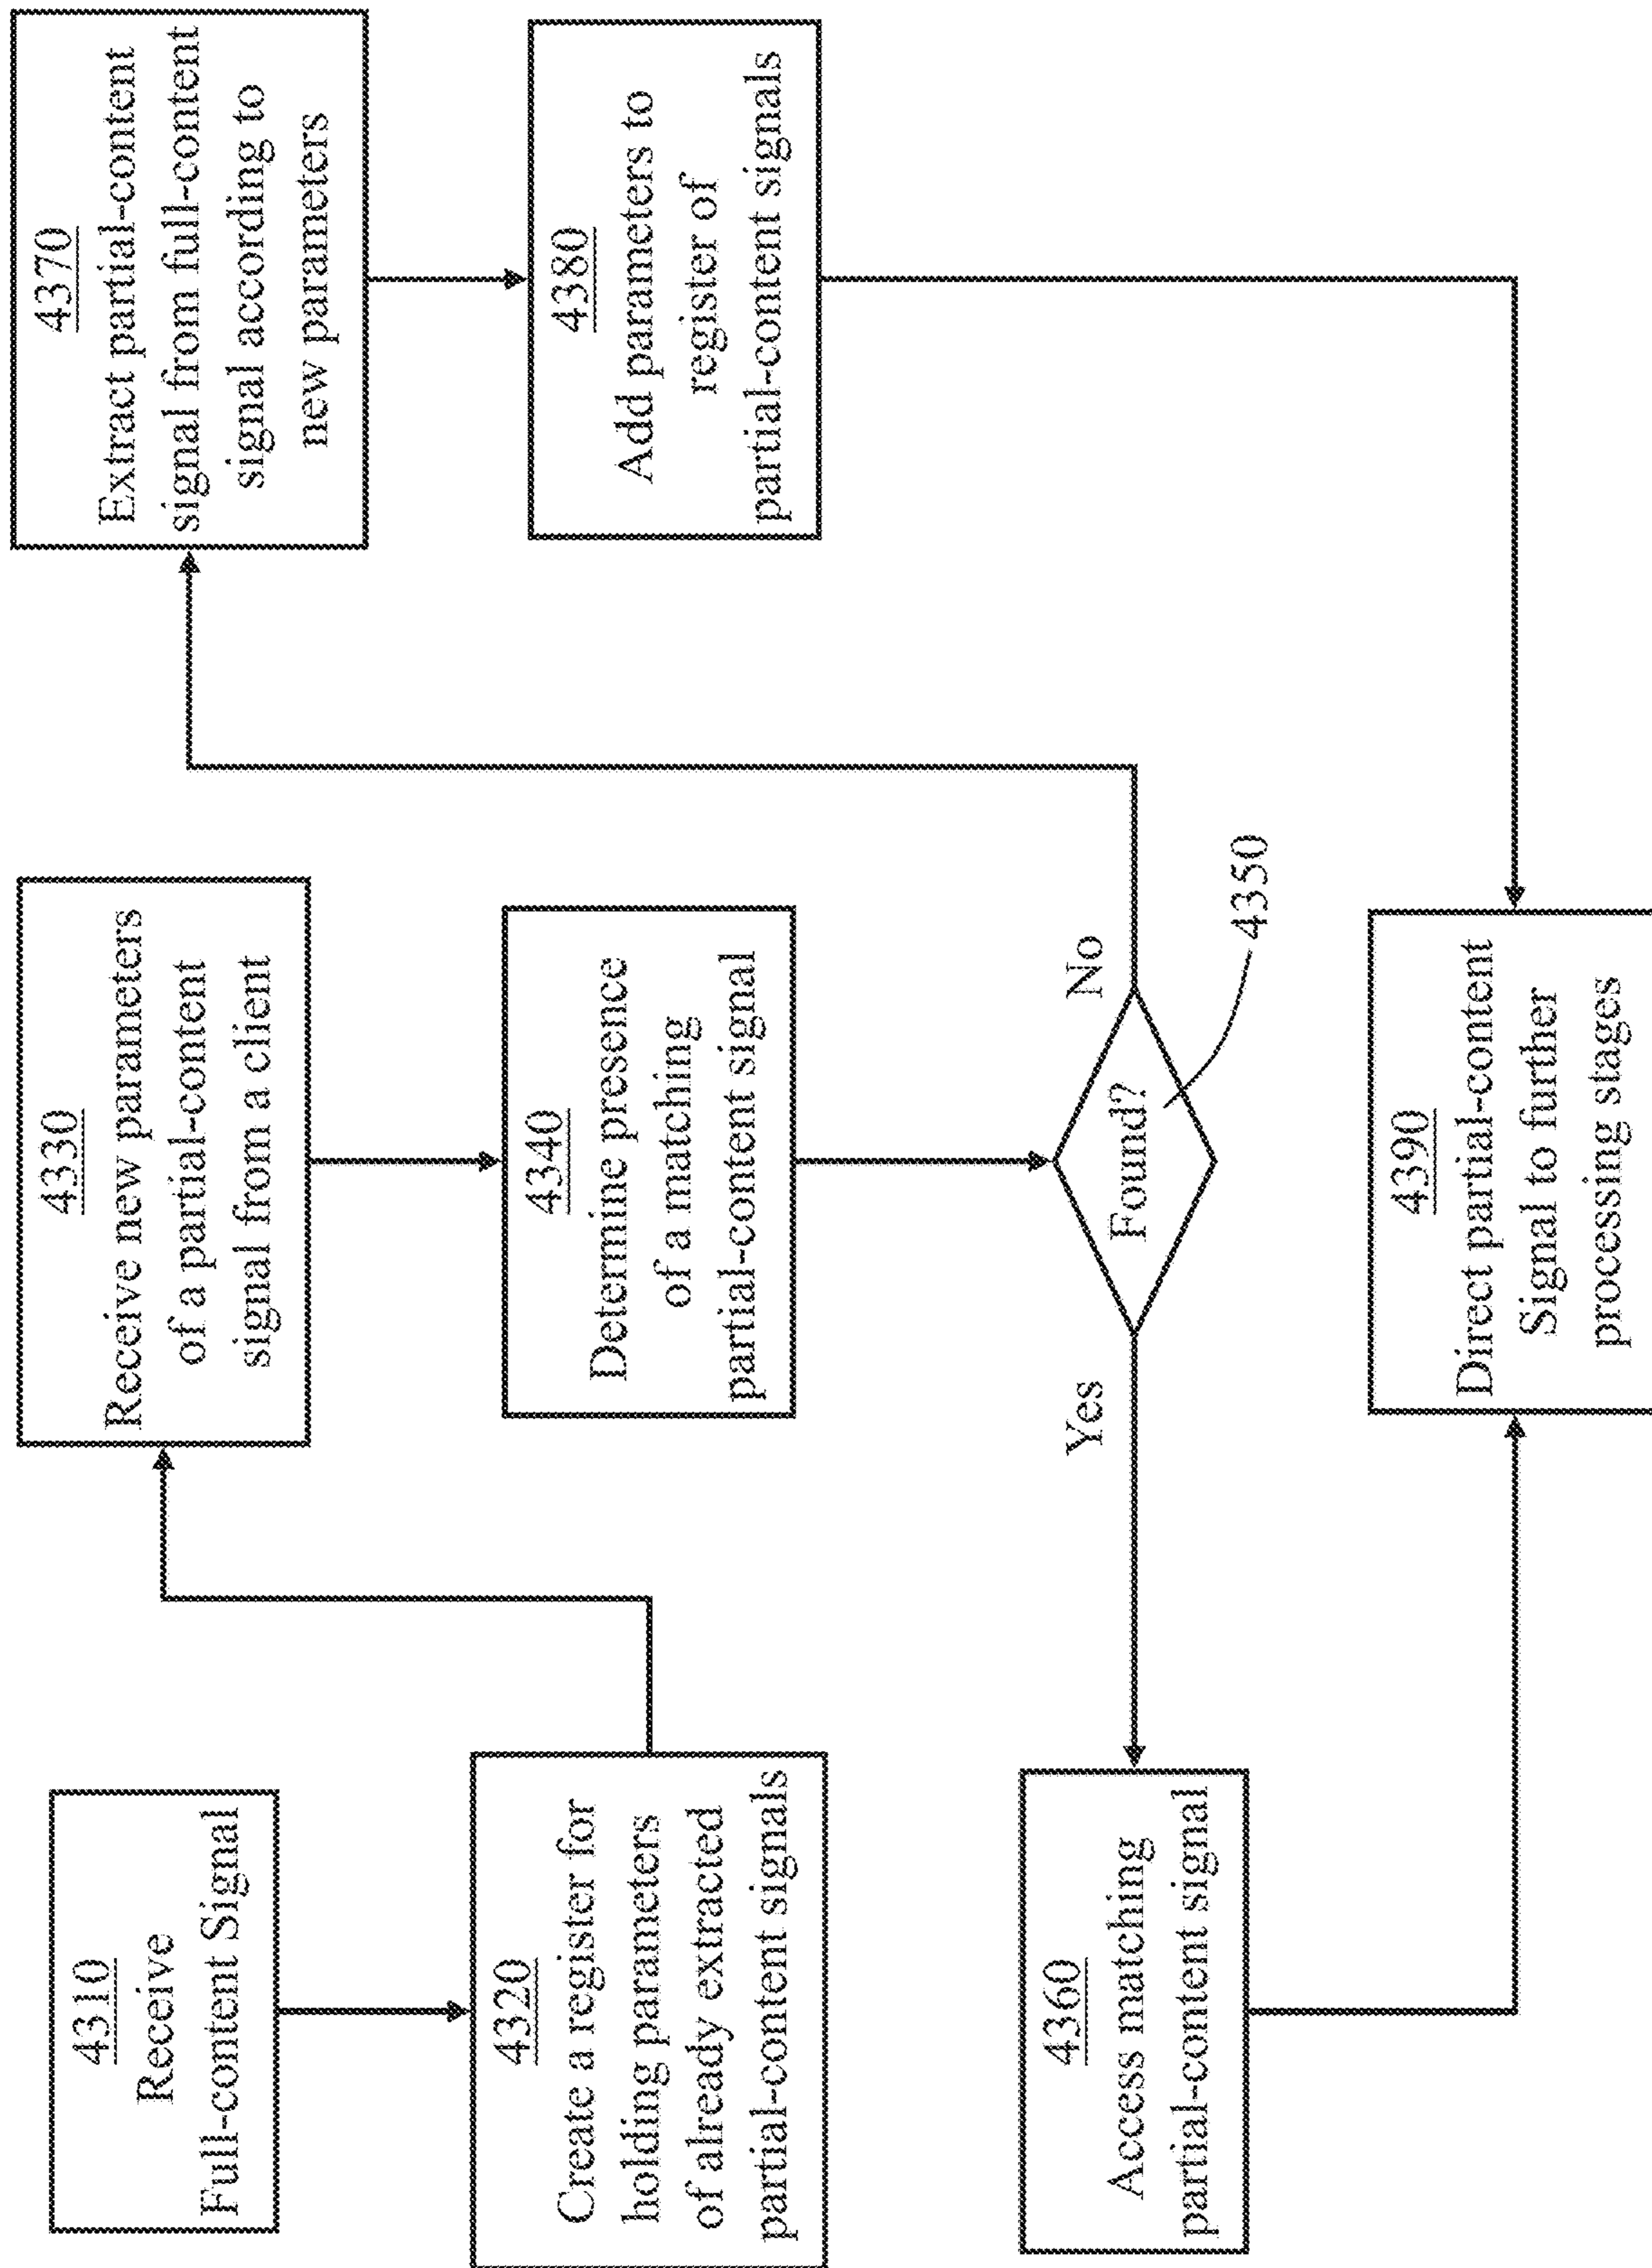 4310
Receive
Full-content Signal
4320
Create a register for
holding parameters
of already extracted
partial-content signals
4330
Receive new parameters
of a partial-content
signal from a client
4340
Determine presence
of a matching
partial-content signal
Found?
4350
Yes
No
4360
Access matching
partial-content signal
4370
Extract partial-content
signal from full-content
signal according to
new parameters
4380
Add parameters to
register of
partial-content signals
4390
Direct partial-content
Signal to further
processing stages